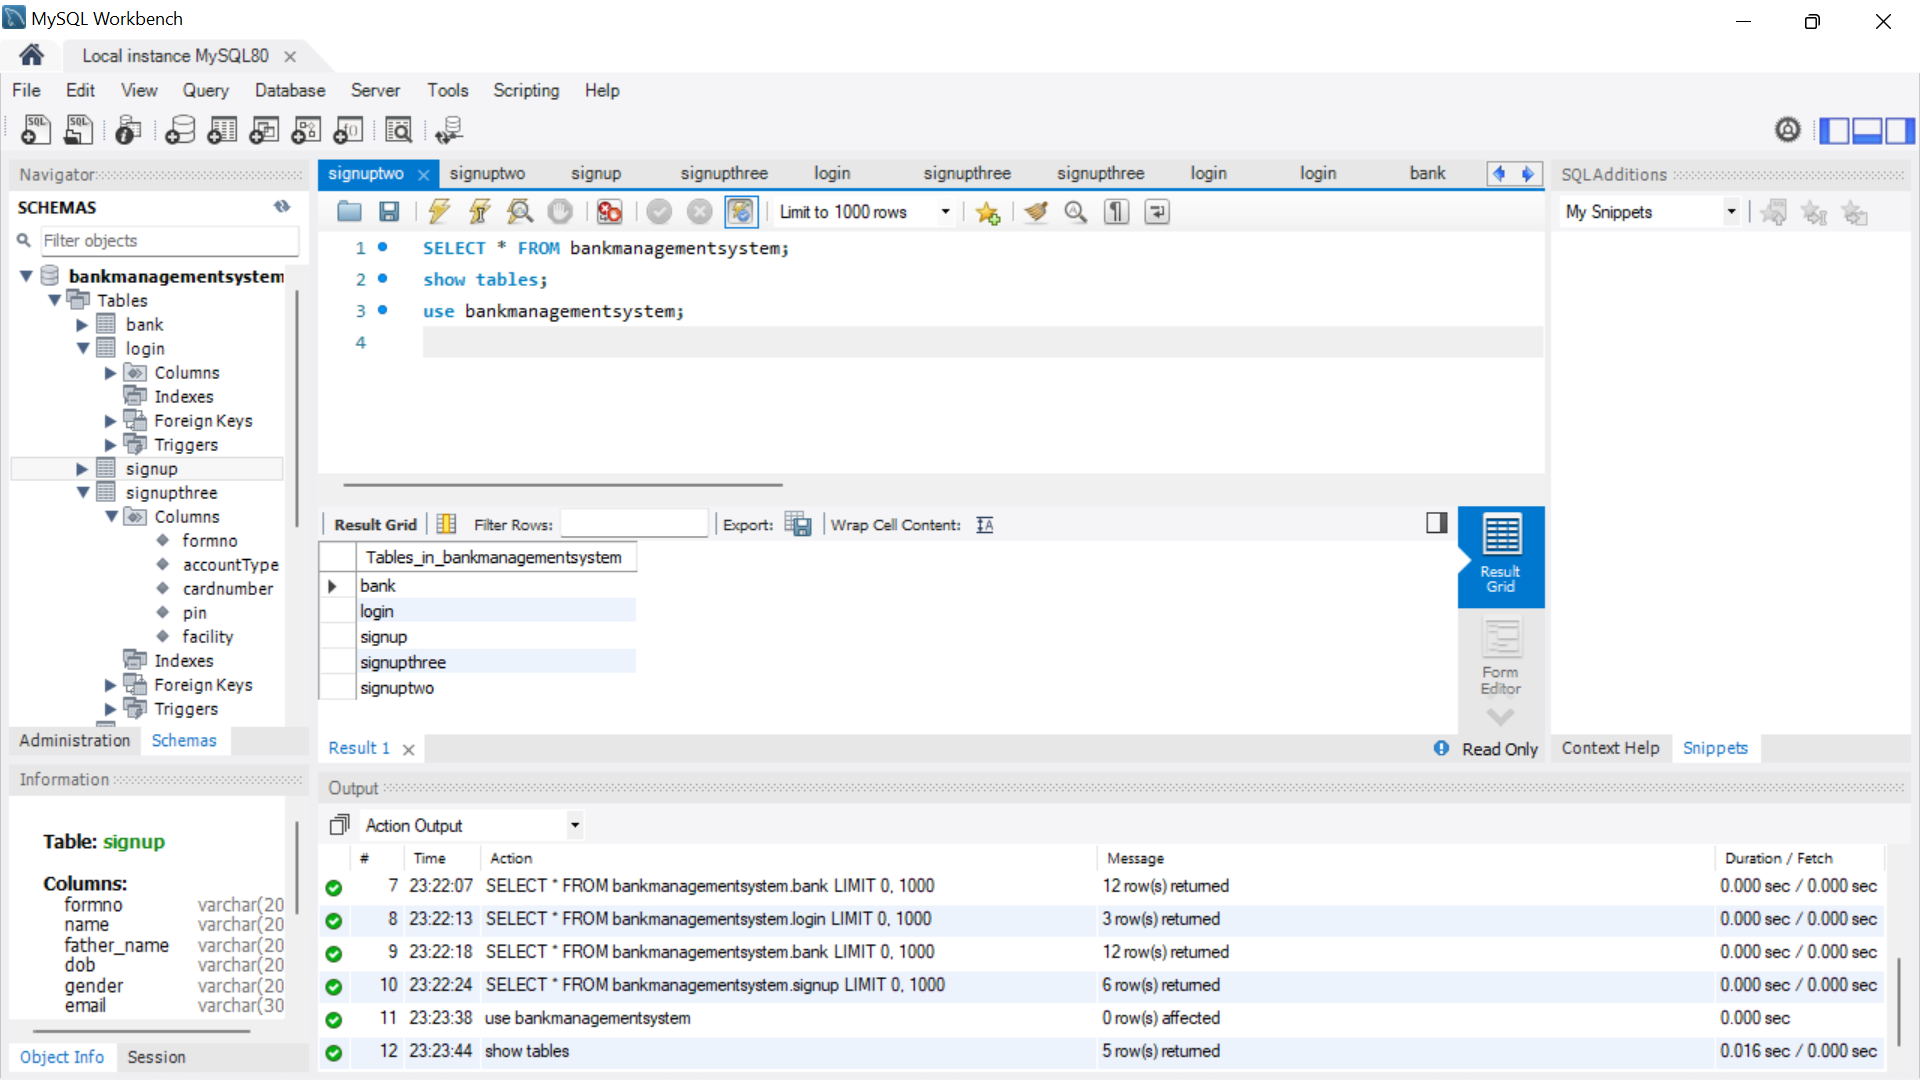 MySQL Workbench
Local instance MySQL80
File Edit View Query Database Server Tools Scripting Help
Navigator
SCHEMAS
Filter objects
bankmanagementsystem
Tables
bank
login
Columns
Indexes
Foreign Keys
Triggers
signup
signupthree
Columns
formno
accountType
cardnumber
pin
facility
Indexes
Foreign Keys
Triggers
Administration Schemas
Information
Table: signup
Columns:
formno varchar(20
name varchar(20
father_name varchar(20
dob varchar(20
gender varchar(20
email varchar(30
Object Info Session
signuptwo signuptwo signup signupthree login signupthree signupthree login login bank
Limit to 1000 rows
1 SELECT * FROM bankmanagementsystem;
2 show tables;
3 use bankmanagementsystem;
4
Result Grid Filter Rows: Export: Wrap Cell Content:
Tables_in_bankmanagementsystem
bank
login
signup
signupthree
signuptwo
Result Grid
Form Editor
Result 1 Read Only
SQLAdditions
My Snippets
Context Help Snippets
Output
Action Output
# Time Action Message Duration / Fetch
7 23:22:07 SELECT * FROM bankmanagementsystem.bank LIMIT 0, 1000 12 row(s) returned 0.000 sec / 0.000 sec
8 23:22:13 SELECT * FROM bankmanagementsystem.login LIMIT 0, 1000 3 row(s) returned 0.000 sec / 0.000 sec
9 23:22:18 SELECT * FROM bankmanagementsystem.bank LIMIT 0, 1000 12 row(s) returned 0.000 sec / 0.000 sec
10 23:22:24 SELECT * FROM bankmanagementsystem.signup LIMIT 0, 1000 6 row(s) returned 0.000 sec / 0.000 sec
11 23:23:38 use bankmanagementsystem 0 row(s) affected 0.000 sec
12 23:23:44 show tables 5 row(s) returned 0.016 sec / 0.000 sec